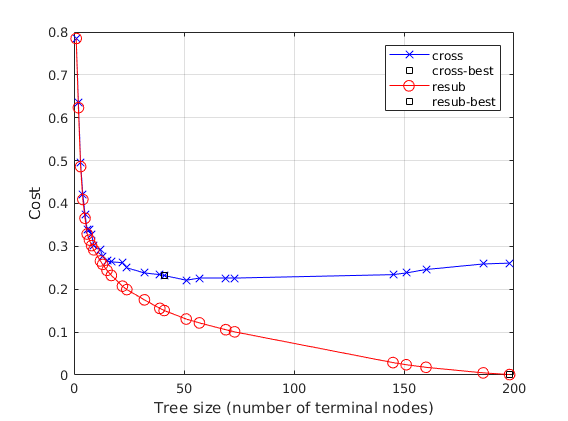 0.8
0.7
0.6
0.5
0.4
0.3
0.2
0.1
0
Cost
cross
cross-best
resub
resub-best
0 50 100 150 200
Tree size (number of terminal nodes)